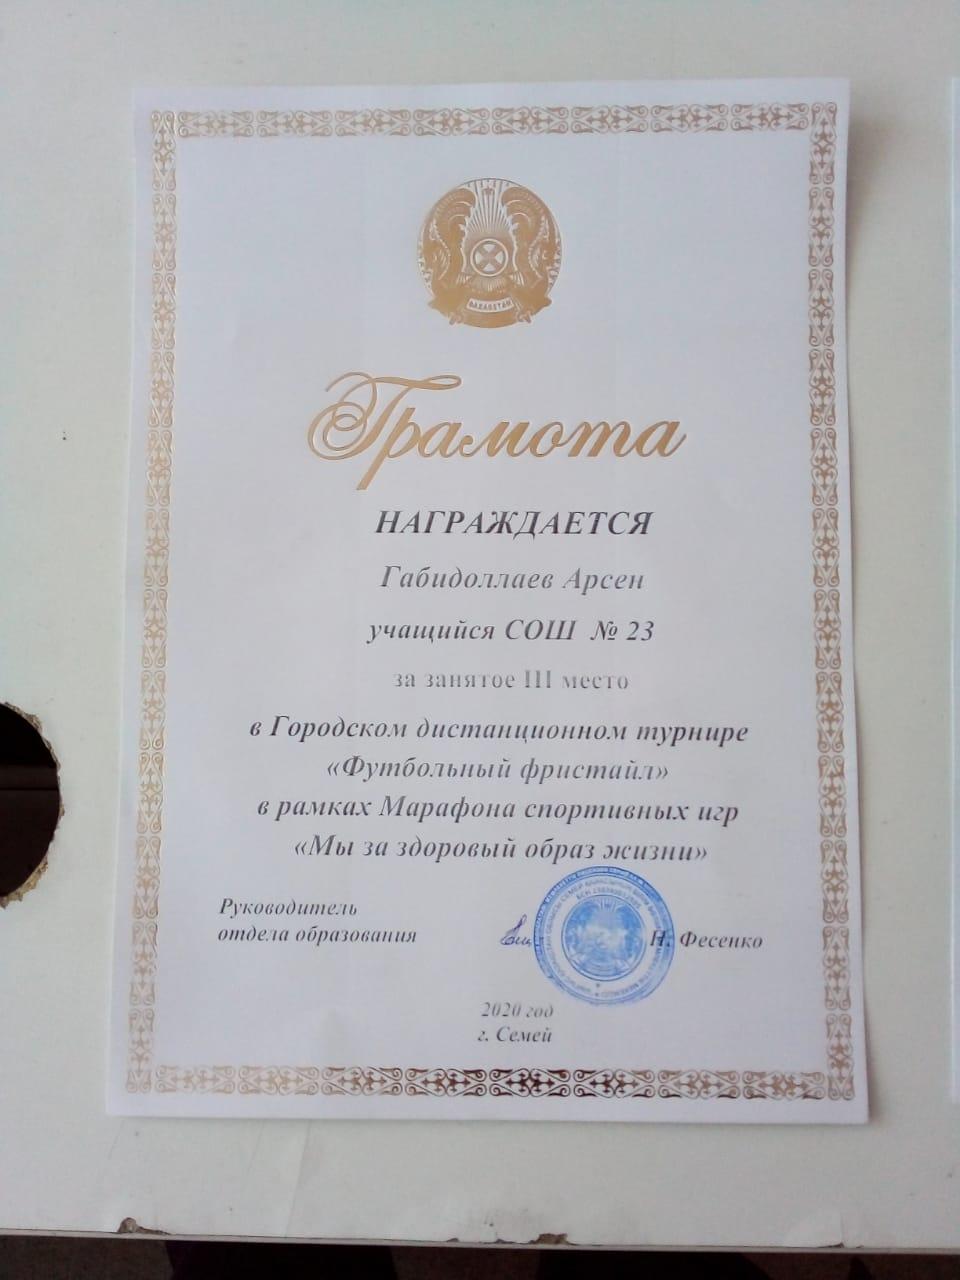 QAZAQSTAN
Грамота
НАГРАЖДАЕТСЯ
Габидоллаев Арсен
учащийся СОШ № 23
за занятое III место
в Городском дистанционном турнире
«Футбольный фристайл»
в рамках Марафона спортивных игр
«Мы за здоровый образ жизни»
Руководитель
отдела образования
Н. Фесенко
2020 год
г. Семей